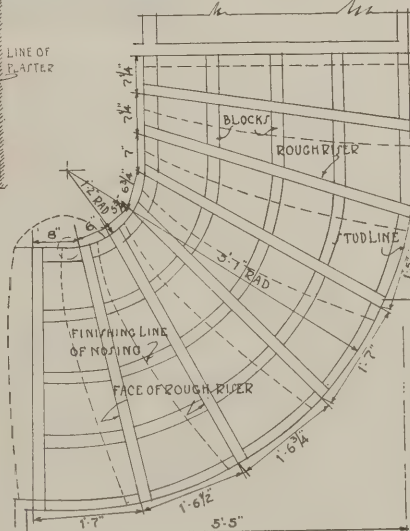 LINE OF
PLASTER
7¼"
7¼"
7"
6¾"
BLOCKS
ROUGH RISER
STUD LINE
1'-2" RAD
6"
8"
3'-7" RAD
FINISHING LINE
OF NOSING
FACE OF ROUGH RISER
1'-7"
1'-6¾"
1'-6½"
1'-7"
5'-5"